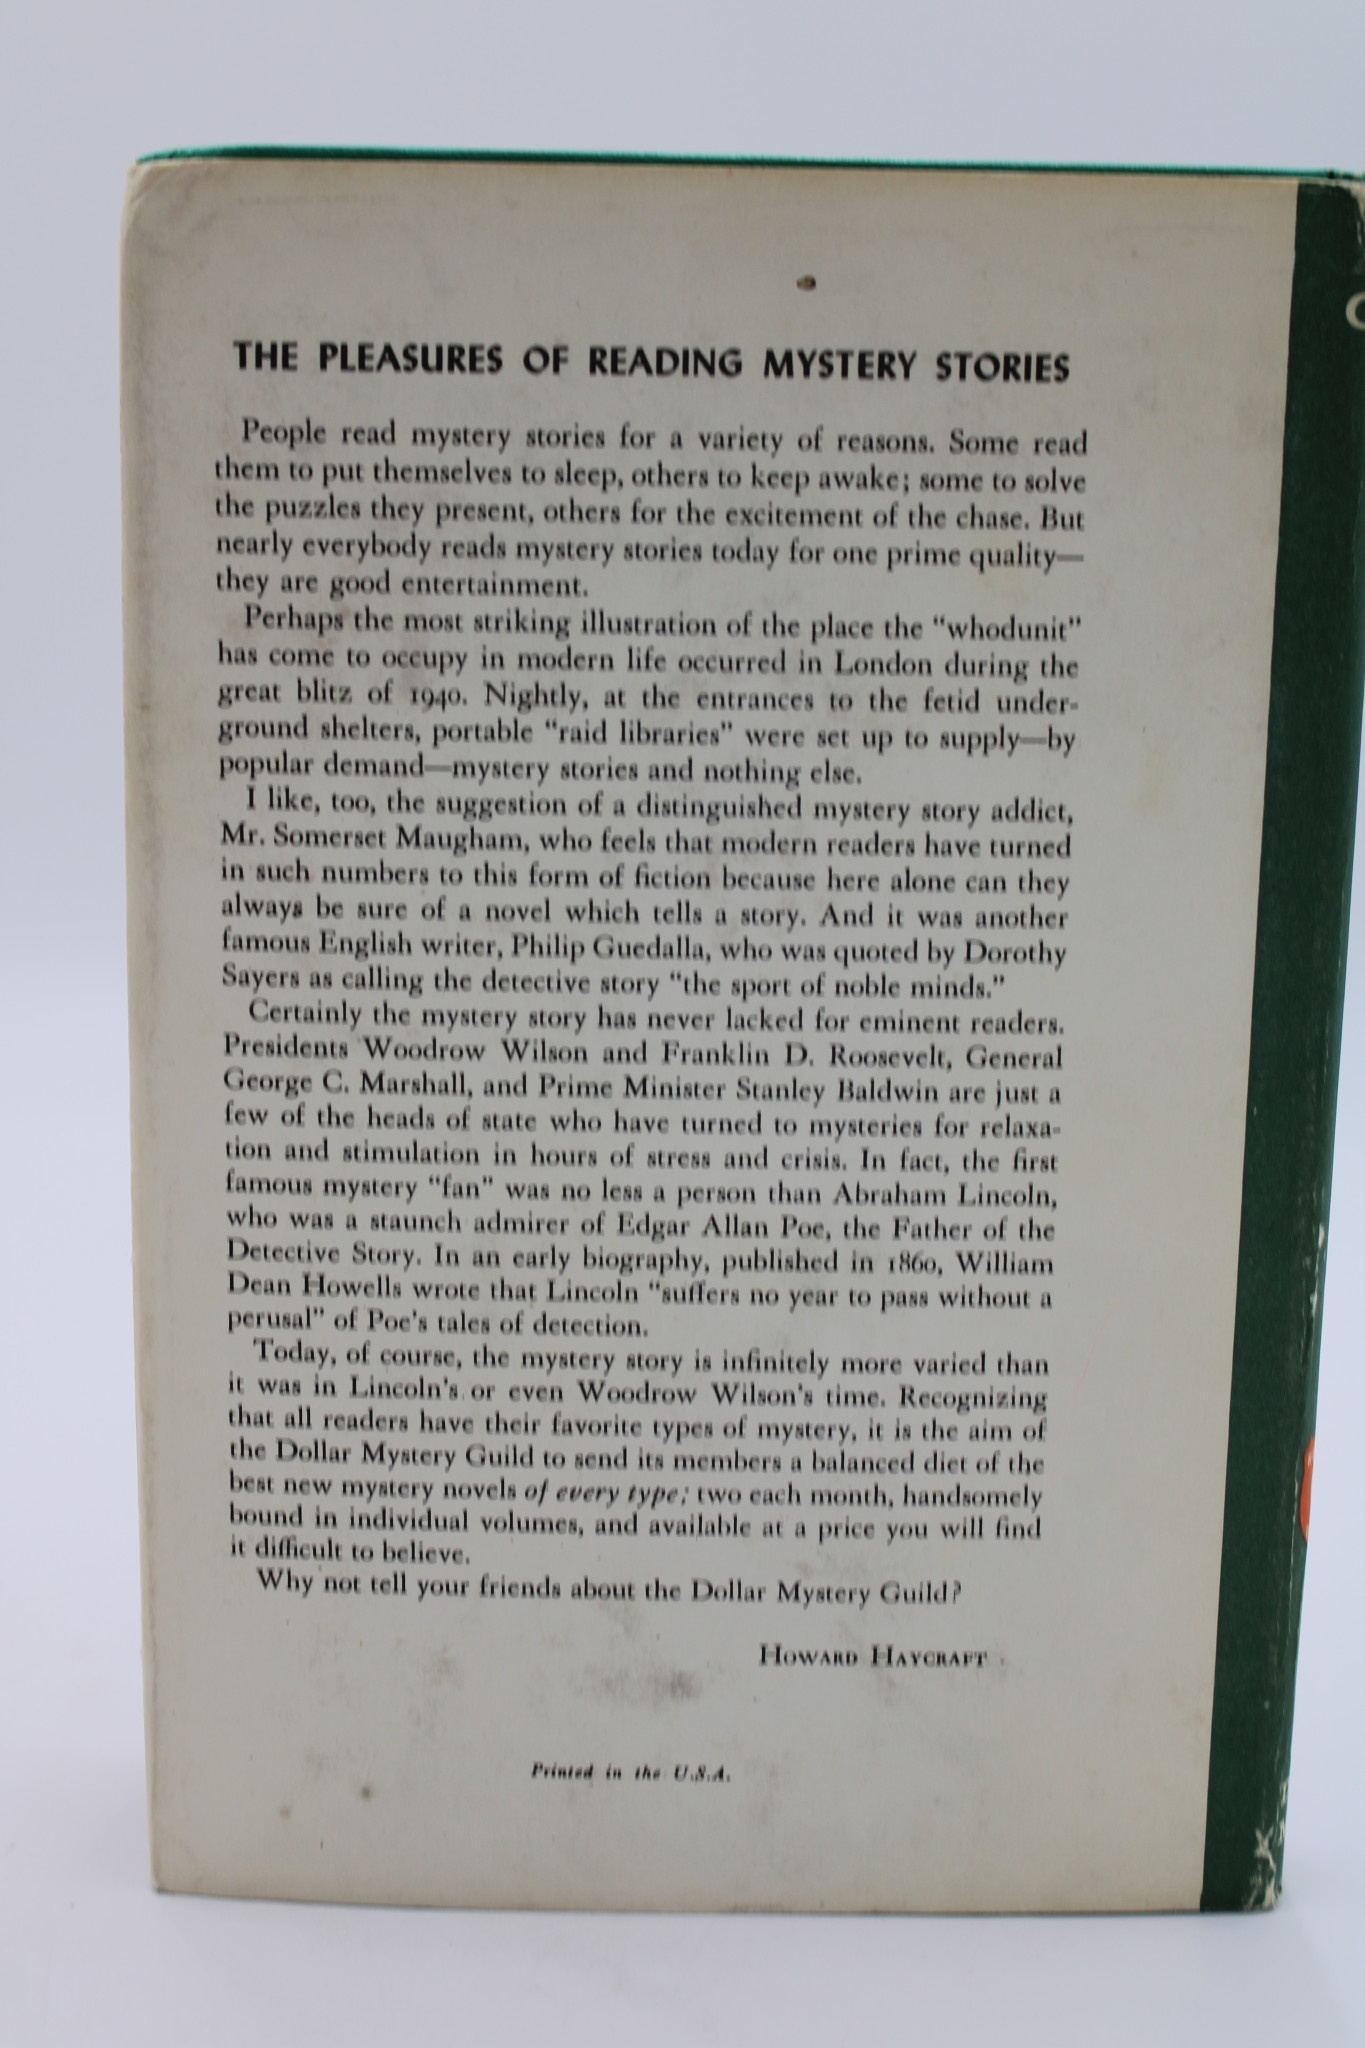 THE PLEASURES OF READING MYSTERY STORIES
People read mystery stories for a variety of reasons. Some read
them to put themselves to sleep, others to keep awake; some to solve
the puzzles they present, others for the excitement of the chase. But
nearly everybody reads mystery stories today for one prime quality—
they are good entertainment.
Perhaps the most striking illustration of the place the "whodunit"
has come to occupy in modern life occurred in London during the
great blitz of 1940. Nightly, at the entrances to the fetid under-
ground shelters, portable "raid libraries" were set up to supply—by
popular demand—mystery stories and nothing else.
I like, too, the suggestion of a distinguished mystery story addict,
Mr. Somerset Maugham, who feels that modern readers have turned
in such numbers to this form of fiction because here alone can they
always be sure of a novel which tells a story. And it was another
famous English writer, Philip Guedalla, who was quoted by Dorothy
Sayers as calling the detective story "the sport of noble minds."
Certainly the mystery story has never lacked for eminent readers.
Presidents Woodrow Wilson and Franklin D. Roosevelt, General
George C. Marshall, and Prime Minister Stanley Baldwin are just a
few of the heads of state who have turned to mysteries for relaxa-
tion and stimulation in hours of stress and crisis. In fact, the first
famous mystery "fan" was no less a person than Abraham Lincoln,
who was a staunch admirer of Edgar Allan Poe, the Father of the
Detective Story. In an early biography, published in 1860, William
Dean Howells wrote that Lincoln "suffers no year to pass without a
perusal" of Poe's tales of detection.
Today, of course, the mystery story is infinitely more varied than
it was in Lincoln's or even Woodrow Wilson's time. Recognizing
that all readers have their favorite types of mystery, it is the aim of
the Dollar Mystery Guild to send its members a balanced diet of the
best new mystery novels of every type; two each month, handsomely
bound in individual volumes, and available at a price you will find
it difficult to believe.
Why not tell your friends about the Dollar Mystery Guild?
HOWARD HAYCRAFT
Printed in the U.S.A.